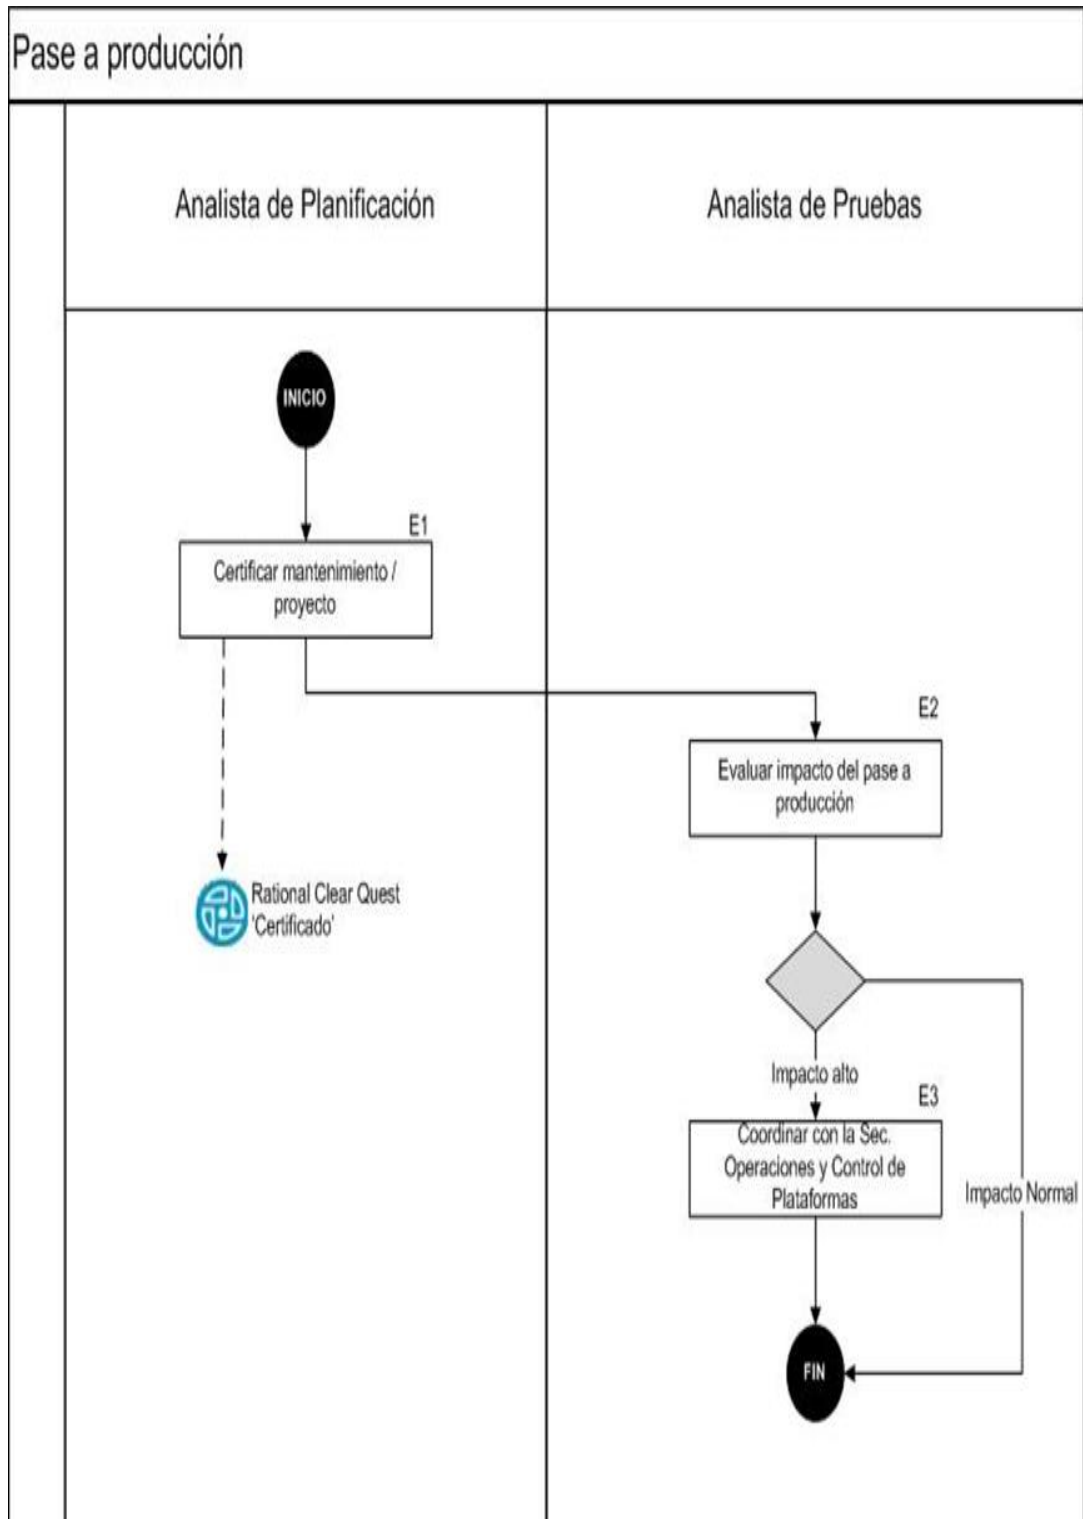 Pase a producción
Analista de Planificación
Analista de Pruebas
INICIO
E1
Certificar mantenimiento /
proyecto
E2
Evaluar impacto del pase a
producción
Rational Clear Quest
'Certificado'
Impacto alto
E3
Coordinar con la Sec.
Operaciones y Control de
Plataformas
Impacto Normal
FIN